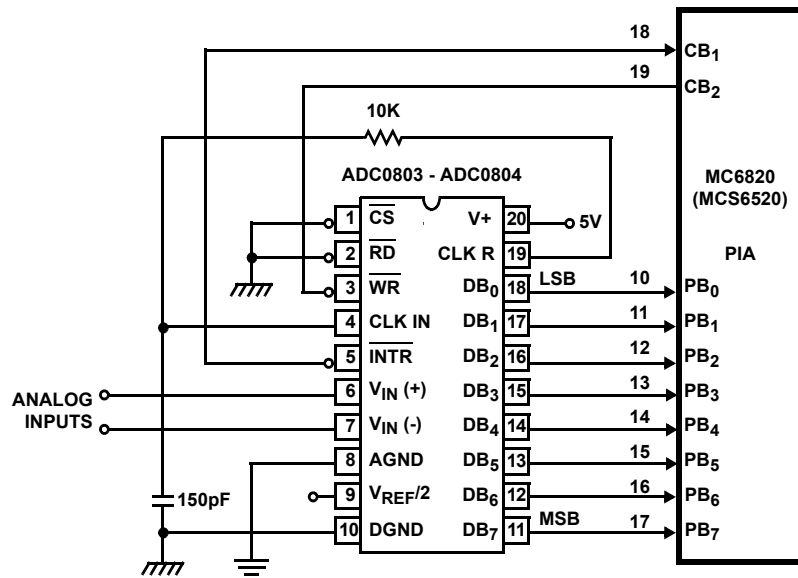 18
CB1
19
CB2
10K
ADC0803 - ADC0804
MC6820
(MCS6520)
PIA
1 CS V+ 20 5V
2 RD CLK R 19
3 WR DB0 18 LSB 10 PB0
4 CLK IN DB1 17 11 PB1
5 INTR DB2 16 12 PB2
6 VIN (+) DB3 15 13 PB3
ANALOG
INPUTS
7 VIN (-) DB4 14 14 PB4
8 AGND DB5 13 15 PB5
150pF
9 VREF/2 DB6 12 16 PB6
10 DGND DB7 11 MSB 17 PB7